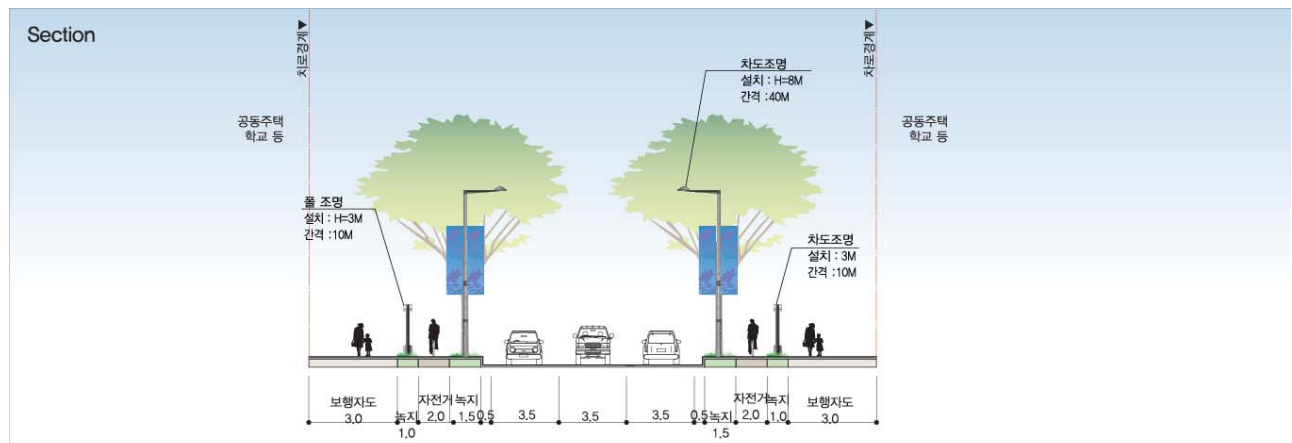 Section
치로경계▶
차로경계▶
차도조명
설치 : H=8M
간격 :40M
공동주택
학교 등
공동주택
학교 등
폴 조명
설치 : H=3M
간격 :10M
차도조명
설치 : 3M
간격 :10M
보행자도 녹지 자전거 녹지 자전거 녹지 보행자도
3.0 2.0 1.5 0.5 3.5 3.5 3.5 0.5 녹지 2.0 1.0 3.0
1.0 1.5